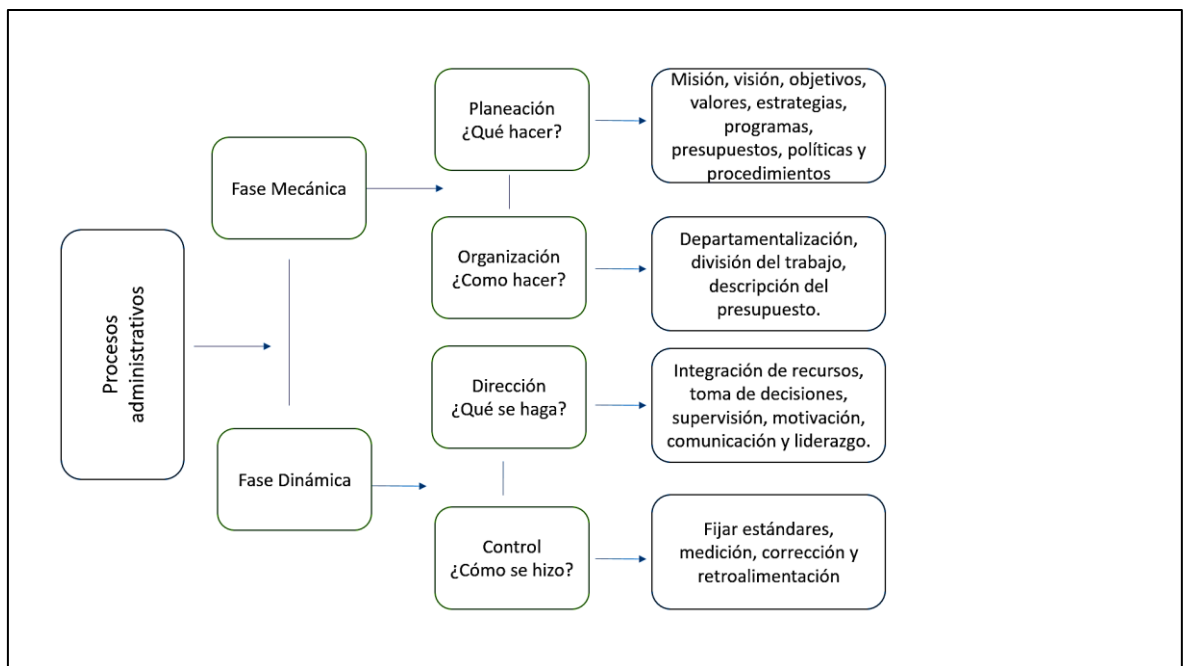 Procesos
administrativos
Fase Mecánica
Planeación
¿Qué hacer?
Misión, visión, objetivos,
valores, estrategias,
programas,
presupuestos, políticas y
procedimientos
Organización
¿Como hacer?
Departamentalización,
división del trabajo,
descripción del
presupuesto.
Fase Dinámica
Dirección
¿Qué se haga?
Integración de recursos,
toma de decisiones,
supervisión, motivación,
comunicación y liderazgo.
Control
¿Cómo se hizo?
Fijar estándares,
medición, corrección y
retroalimentación